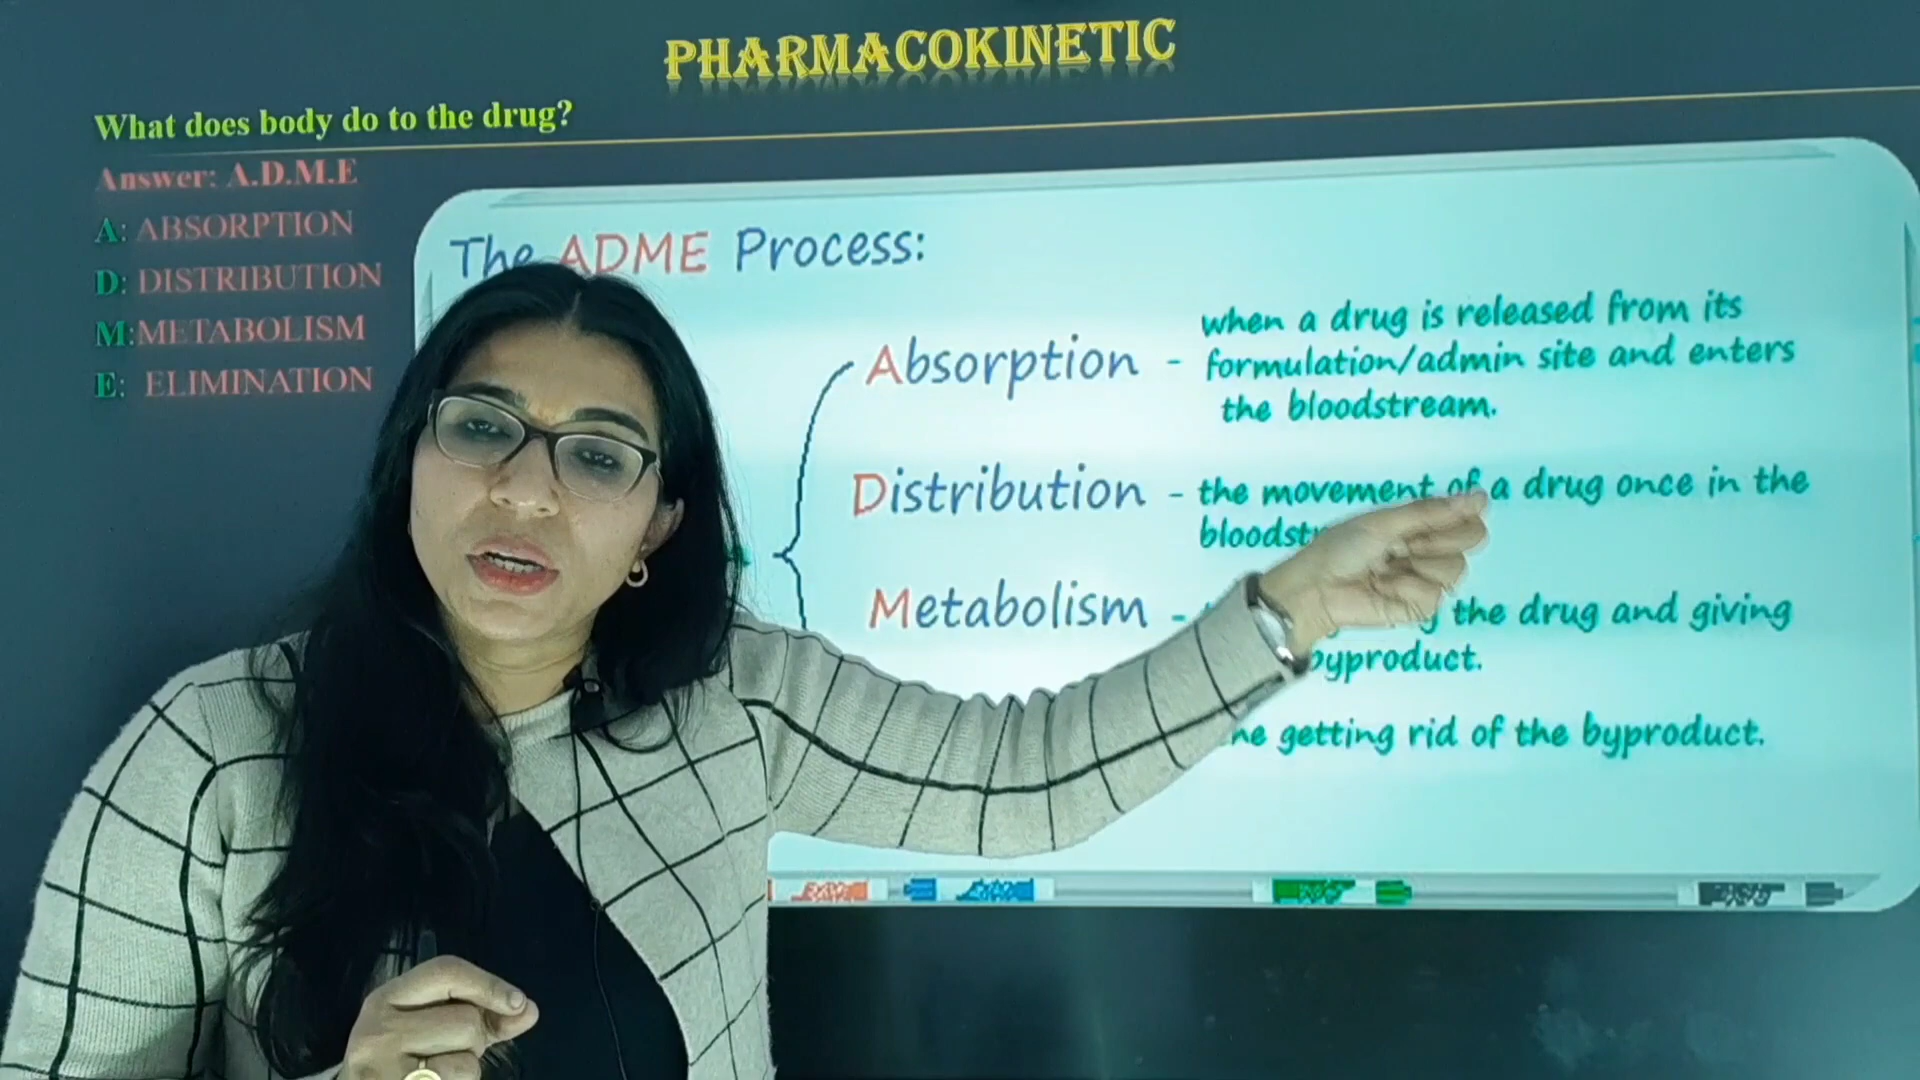 PHARMACOKINETIC
What does body do to the drug?
Answer: A.D.M.E
A: ABSORPTION
D: DISTRIBUTION
M:METABOLISM
E: ELIMINATION
The ADME Process:
Absorption - when a drug is released from its
formulation/admin site and enters
the bloodstream.
Distribution - the movement of a drug once in the
Metabolism - the drug and giving
byproduct.
getting rid of the byproduct.